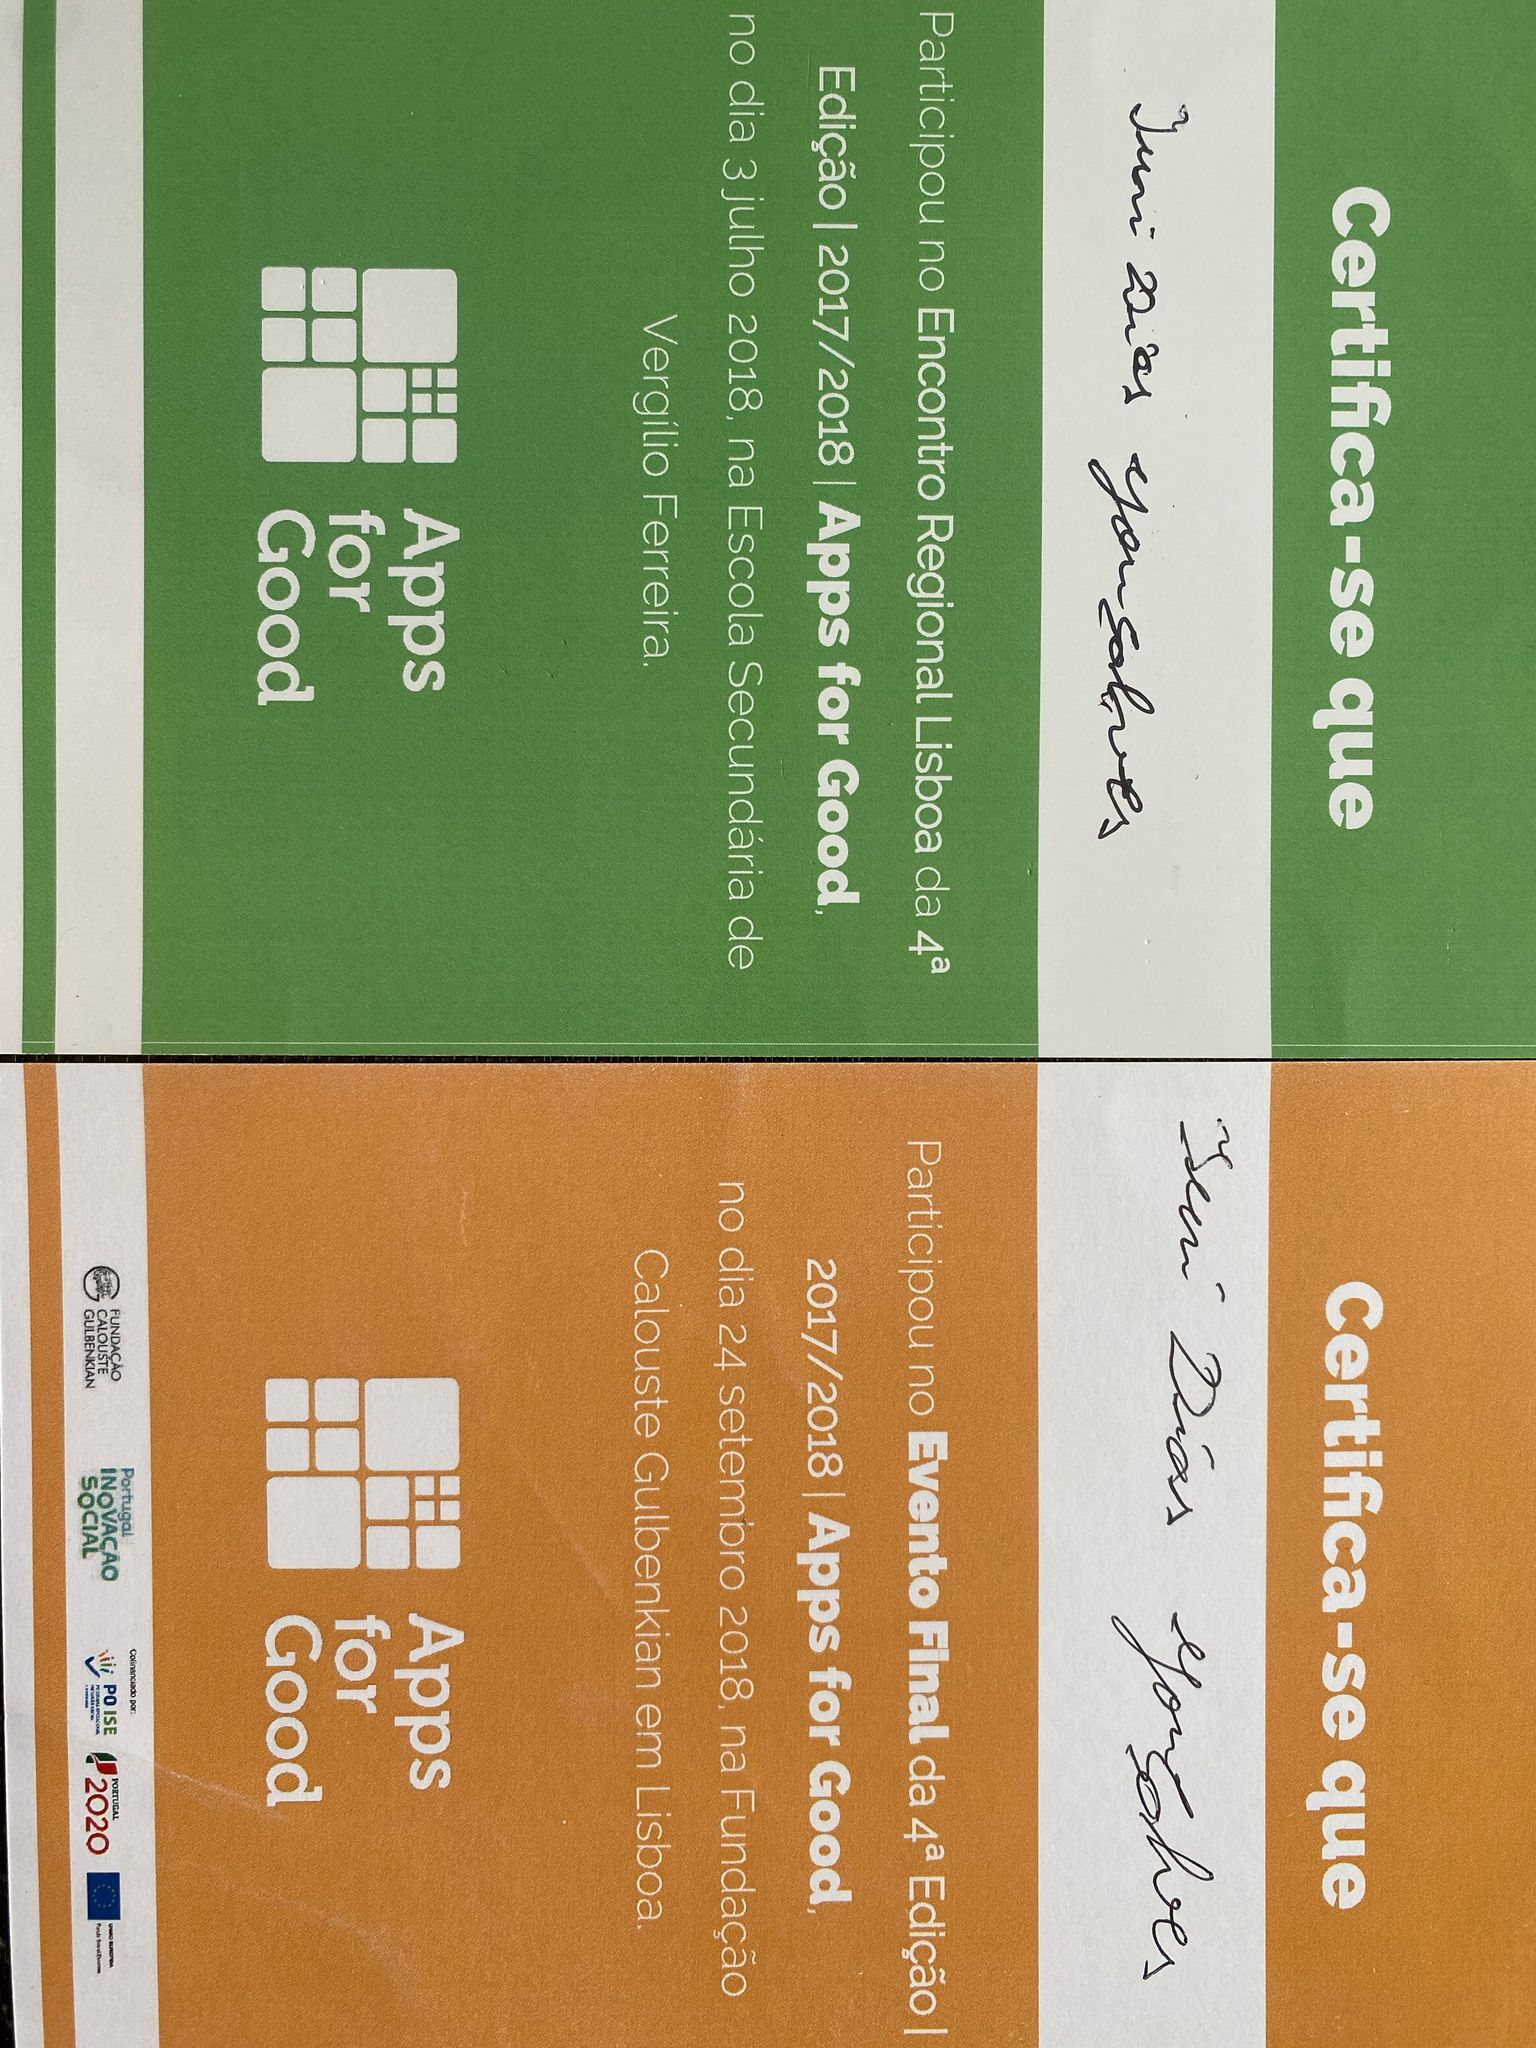 Certifica-se que
Iuri Dias Gonçalves
Participou no Encontro Regional Lisboa da 4ª
Edição | 2017/2018 | Apps for Good,
no dia 3 julho 2018, na Escola Secundária de
Vergílio Ferreira.
Apps
for
Good
Certifica-se que
Iuri Dias Gonçalves
Participou no Evento Final da 4ª Edição |
2017/2018 | Apps for Good,
no dia 24 setembro 2018, na Fundação
Calouste Gulbenkian em Lisboa.
Apps
for
Good
FUNDAÇÃO
CALOUSTE
GULBENKIAN
Portugal
INOVAÇÃO
SOCIAL
Cofinanciado por:
PO ISE
PORTUGAL
2020